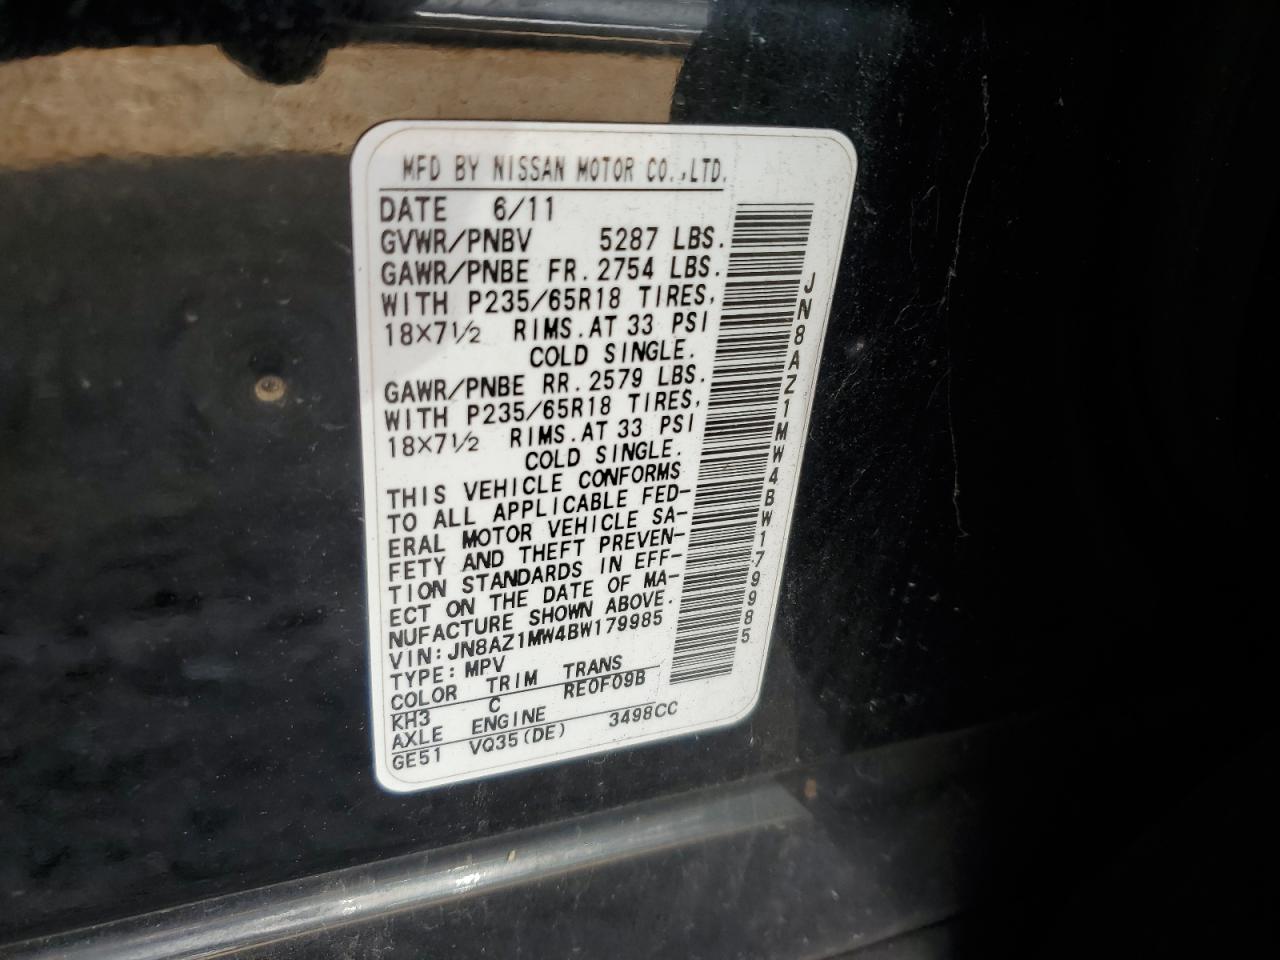 MFD BY NISSAN MOTOR CO.,LTD.
DATE 6/11
GVWR/PNBV 5287 LBS.
GAWR/PNBE FR. 2754 LBS.
WITH P235/65R18 TIRES,
18×7½ RIMS. AT 33 PSI
COLD SINGLE.
GAWR/PNBE RR. 2579 LBS.
WITH P235/65R18 TIRES,
18×7½ RIMS. AT 33 PSI
COLD SINGLE.
THIS VEHICLE CONFORMS
TO ALL APPLICABLE FED-
ERAL MOTOR VEHICLE SA-
FETY AND THEFT PREVEN-
TION STANDARDS IN EFF-
ECT ON THE DATE OF MA-
NUFACTURE SHOWN ABOVE.
VIN: JN8AZ1MW4BW179985
TYPE: MPV
COLOR TRIM TRANS
KH3 C RE0F09B
AXLE ENGINE
GE51 VQ35(DE) 3498CC
JN8AZ1MW4BW179985